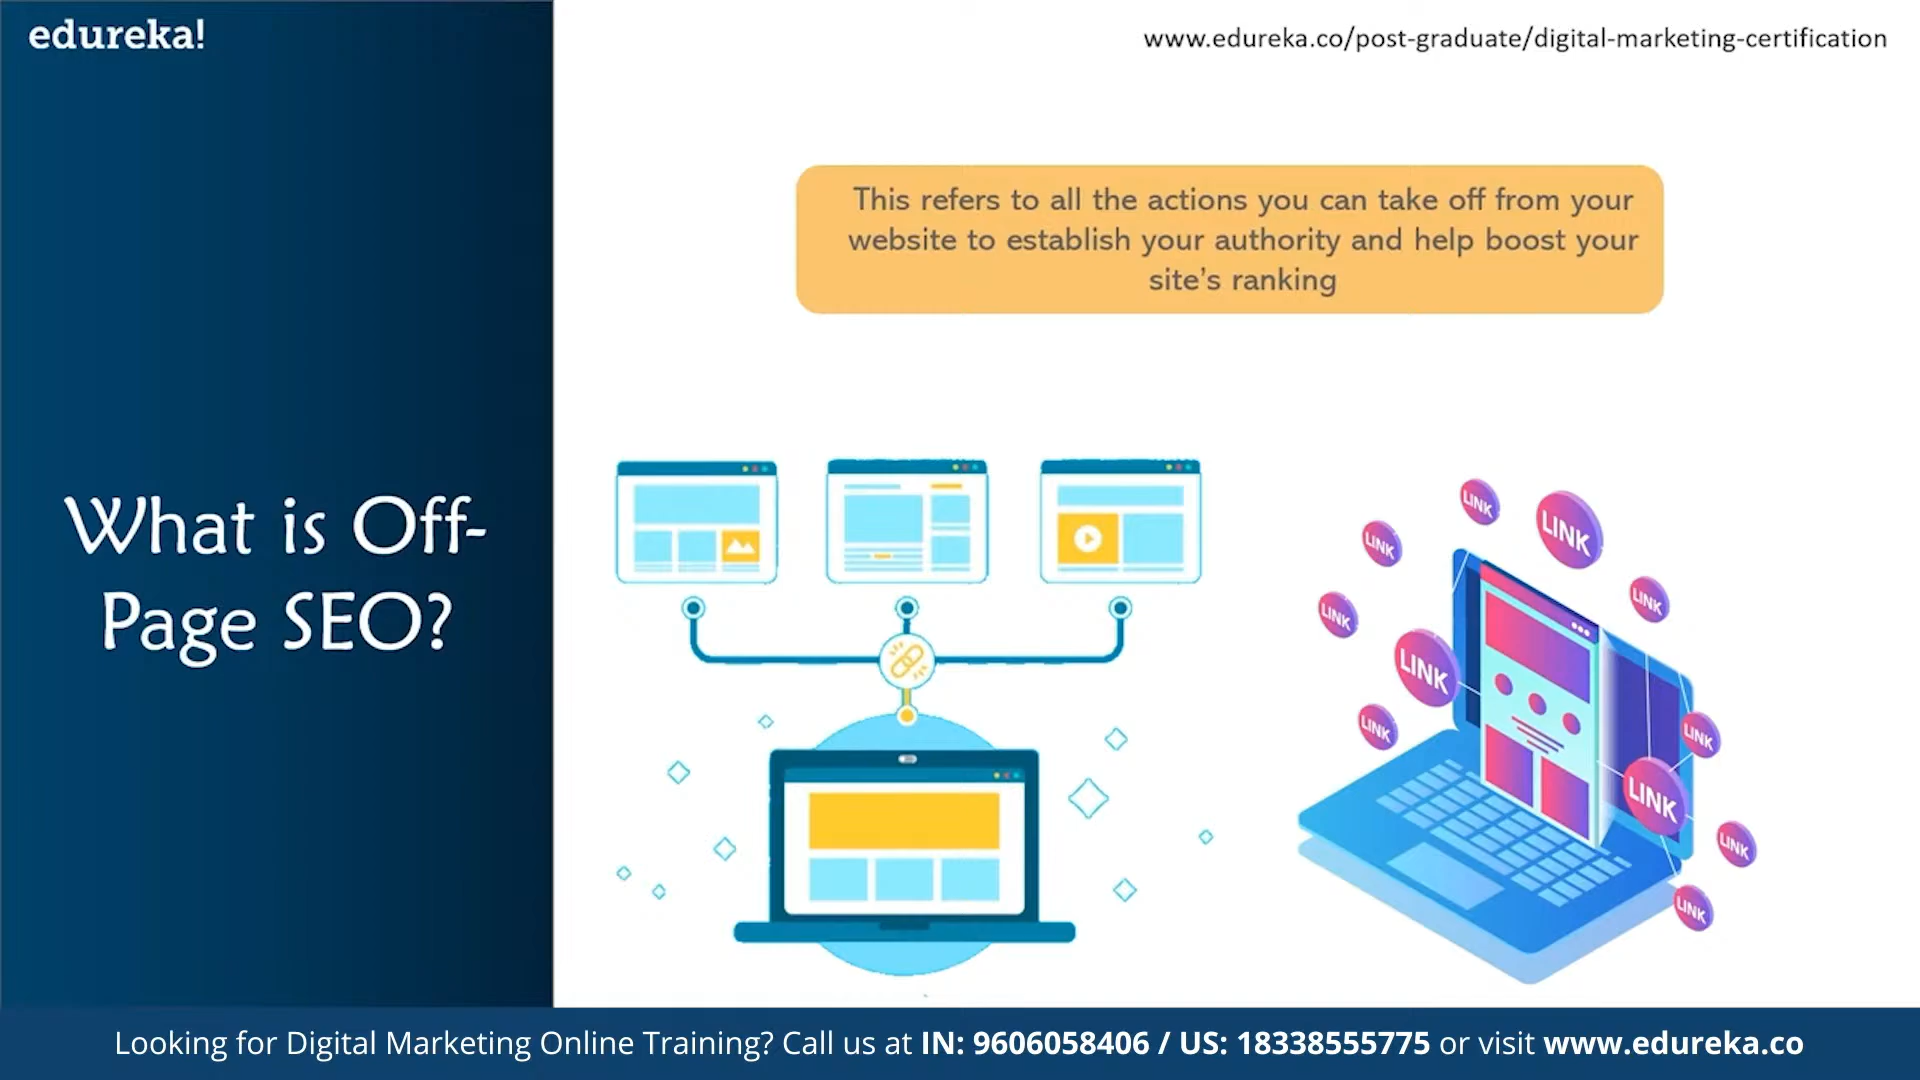 edureka!
www.edureka.co/post-graduate/digital-marketing-certification
This refers to all the actions you can take off from your
website to establish your authority and help boost your
site's ranking
What is Off-
Page SEO?
LINK
LINK
LINK
LINK
LINK
LINK
LINK
LINK
LINK
LINK
LINK
Looking for Digital Marketing Online Training? Call us at IN: 9606058406 / US: 18338555775 or visit www.edureka.co